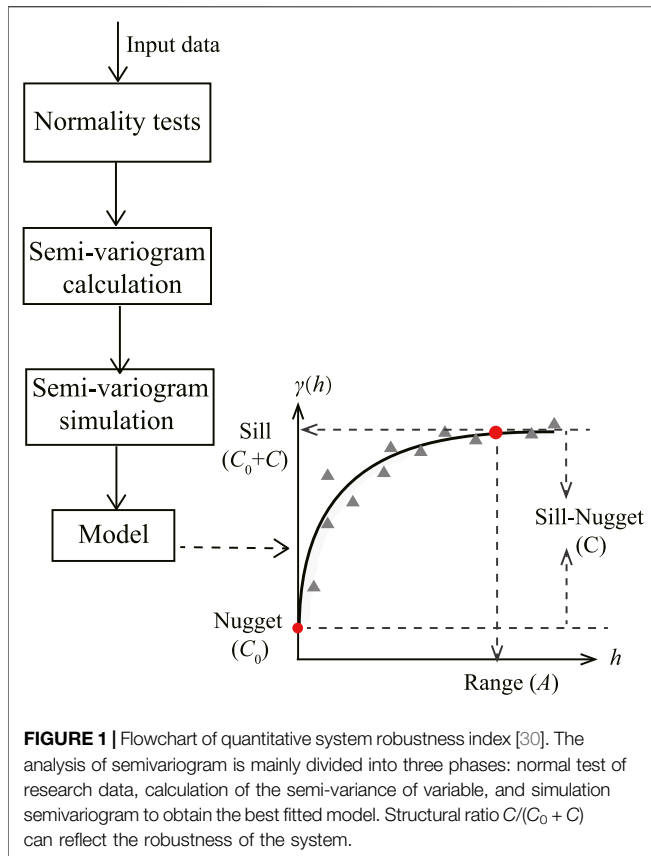 Input data
Normality tests
Semi-variogram
calculation
Semi-variogram
simulation
Model
γ(h)
Sill
(C₀+C)
Sill-Nugget
(C)
Nugget
(C₀)
h
Range (A)
FIGURE 1 | Flowchart of quantitative system robustness index [30]. The
analysis of semivariogram is mainly divided into three phases: normal test of
research data, calculation of the semi-variance of variable, and simulation
semivariogram to obtain the best fitted model. Structural ratio C/(C₀ + C)
can reflect the robustness of the system.